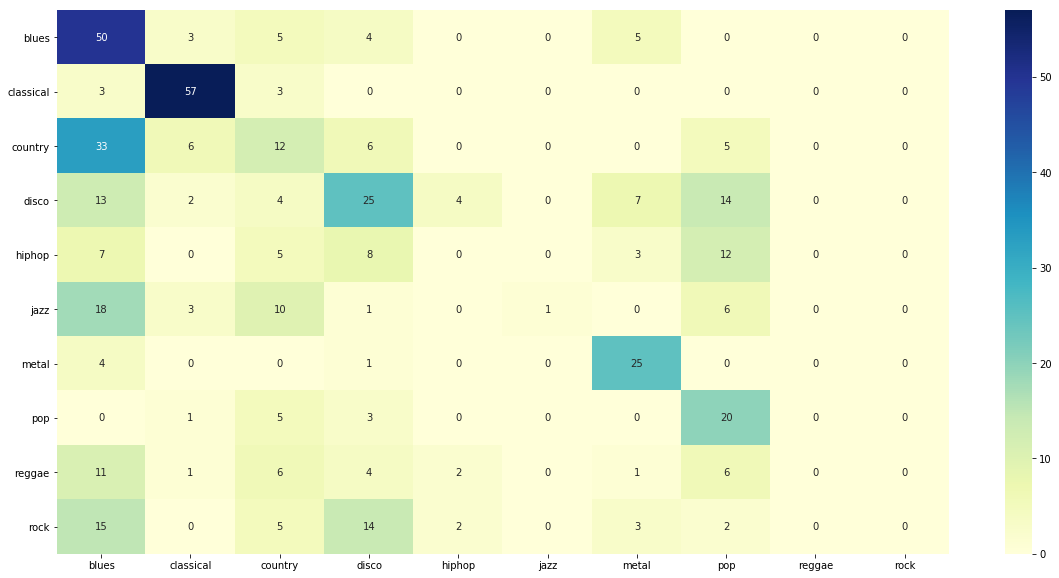 blues 50 3 5 4 0 0 5 0 0 0
classical 3 57 3 0 0 0 0 0 0 0
country 33 6 12 6 0 0 0 5 0 0
disco 13 2 4 25 4 0 7 14 0 0
hiphop 7 0 5 8 0 0 3 12 0 0
jazz 18 3 10 1 0 1 0 6 0 0
metal 4 0 0 1 0 0 25 0 0 0
pop 0 1 5 3 0 0 0 20 0 0
reggae 11 1 6 4 2 0 1 6 0 0
rock 15 0 5 14 2 0 3 2 0 0
blues classical country disco hiphop jazz metal pop reggae rock
50
40
30
20
10
0